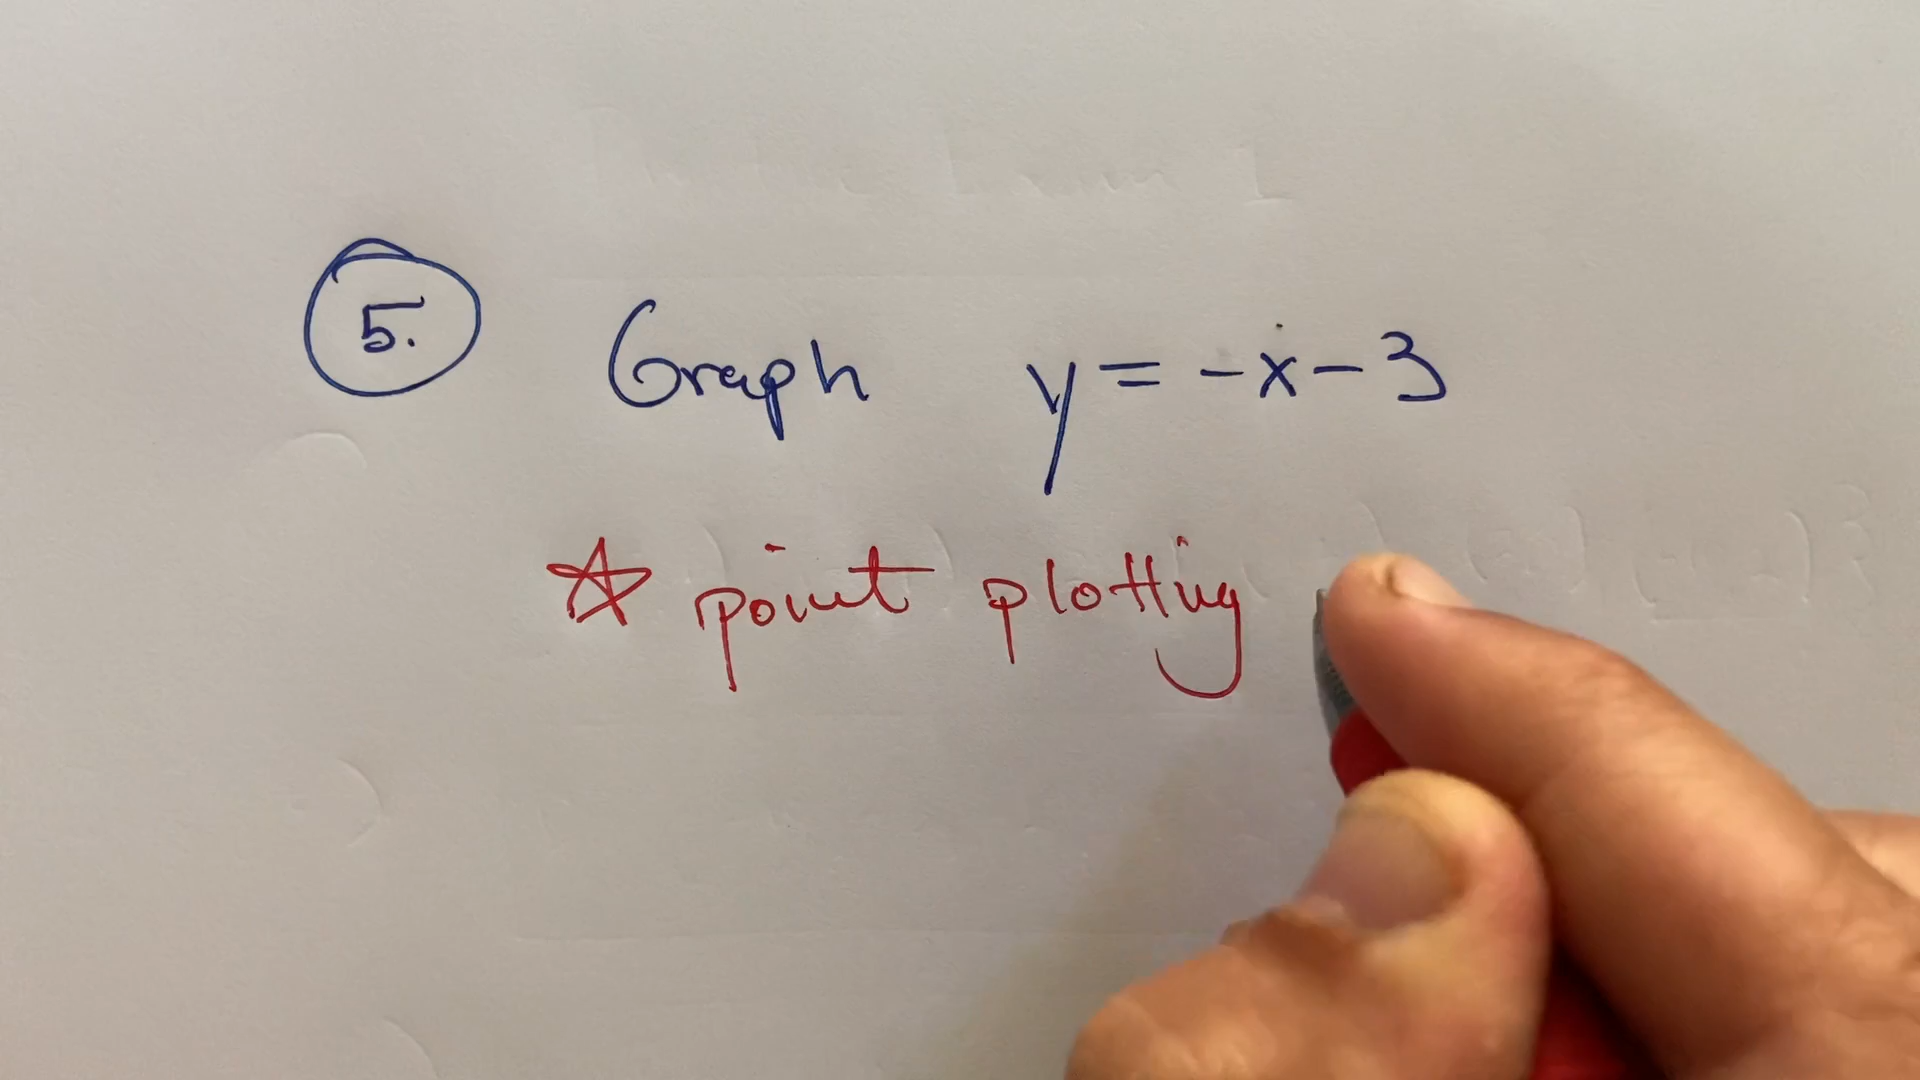 5. Graph y = -x - 3
☆ point plotting